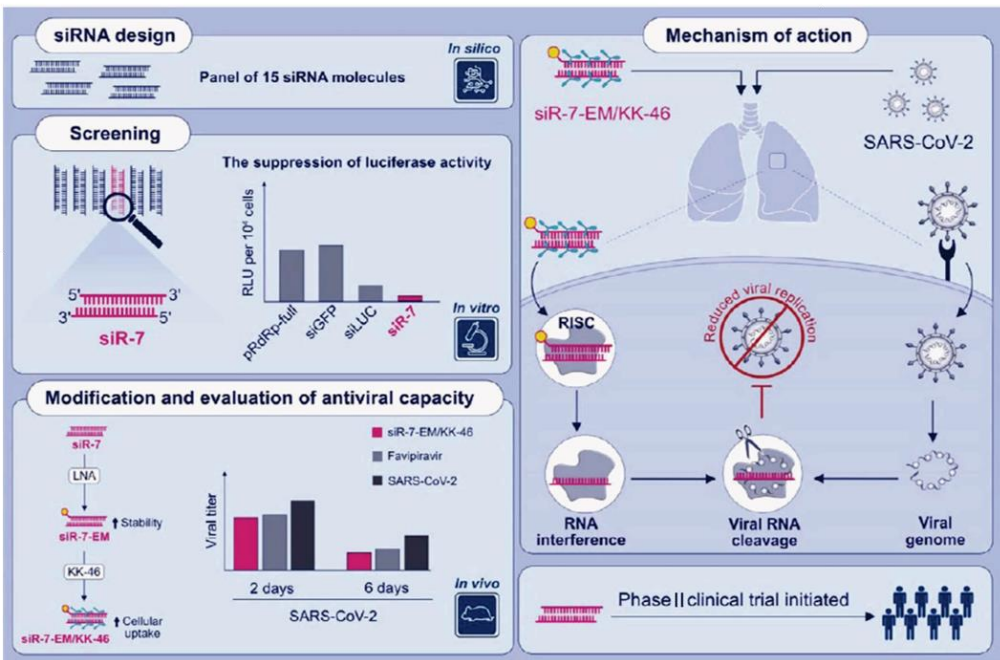 siRNA design
In silico
Panel of 15 siRNA molecules
Screening
The suppression of luciferase activity
RLU per 10⁴ cells
pRdRp-full
siGFP
siLUC
siR-7
In vitro
5'
3'
3'
5'
siR-7
Modification and evaluation of antiviral capacity
siR-7
LNA
siR-7-EM
Stability
KK-46
Cellular
uptake
siR-7-EM/KK-46
siR-7-EM/KK-46
Favipiravir
SARS-CoV-2
Viral titer
2 days
6 days
SARS-CoV-2
In vivo
Mechanism of action
siR-7-EM/KK-46
SARS-CoV-2
RISC
Reduced viral replication
RNA
interference
Viral RNA
cleavage
Viral
genome
Phase II clinical trial initiated